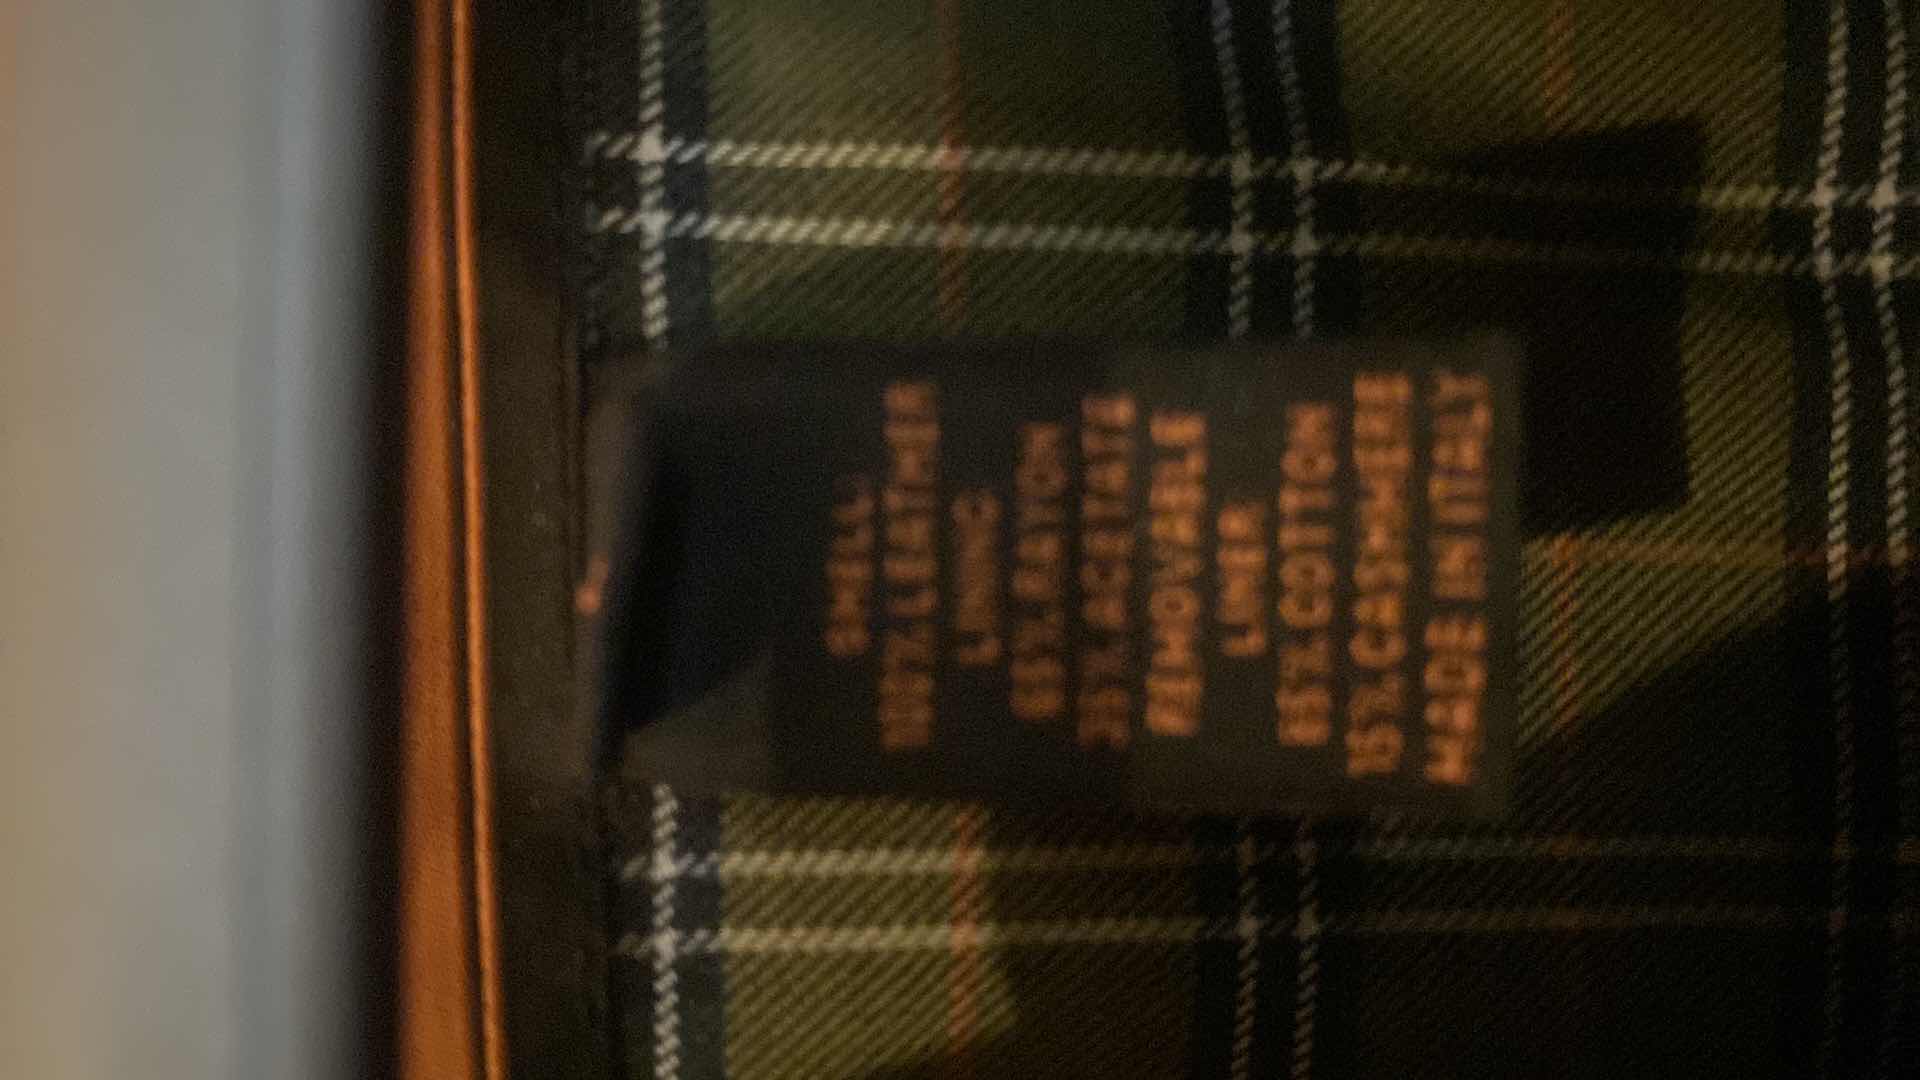 SHELL
100% LEATHER
LINING
65% RAYON
35% ACETATE
REMOVABLE
LINER
85% COTTON
15% CASHMERE
MADE IN ITALY